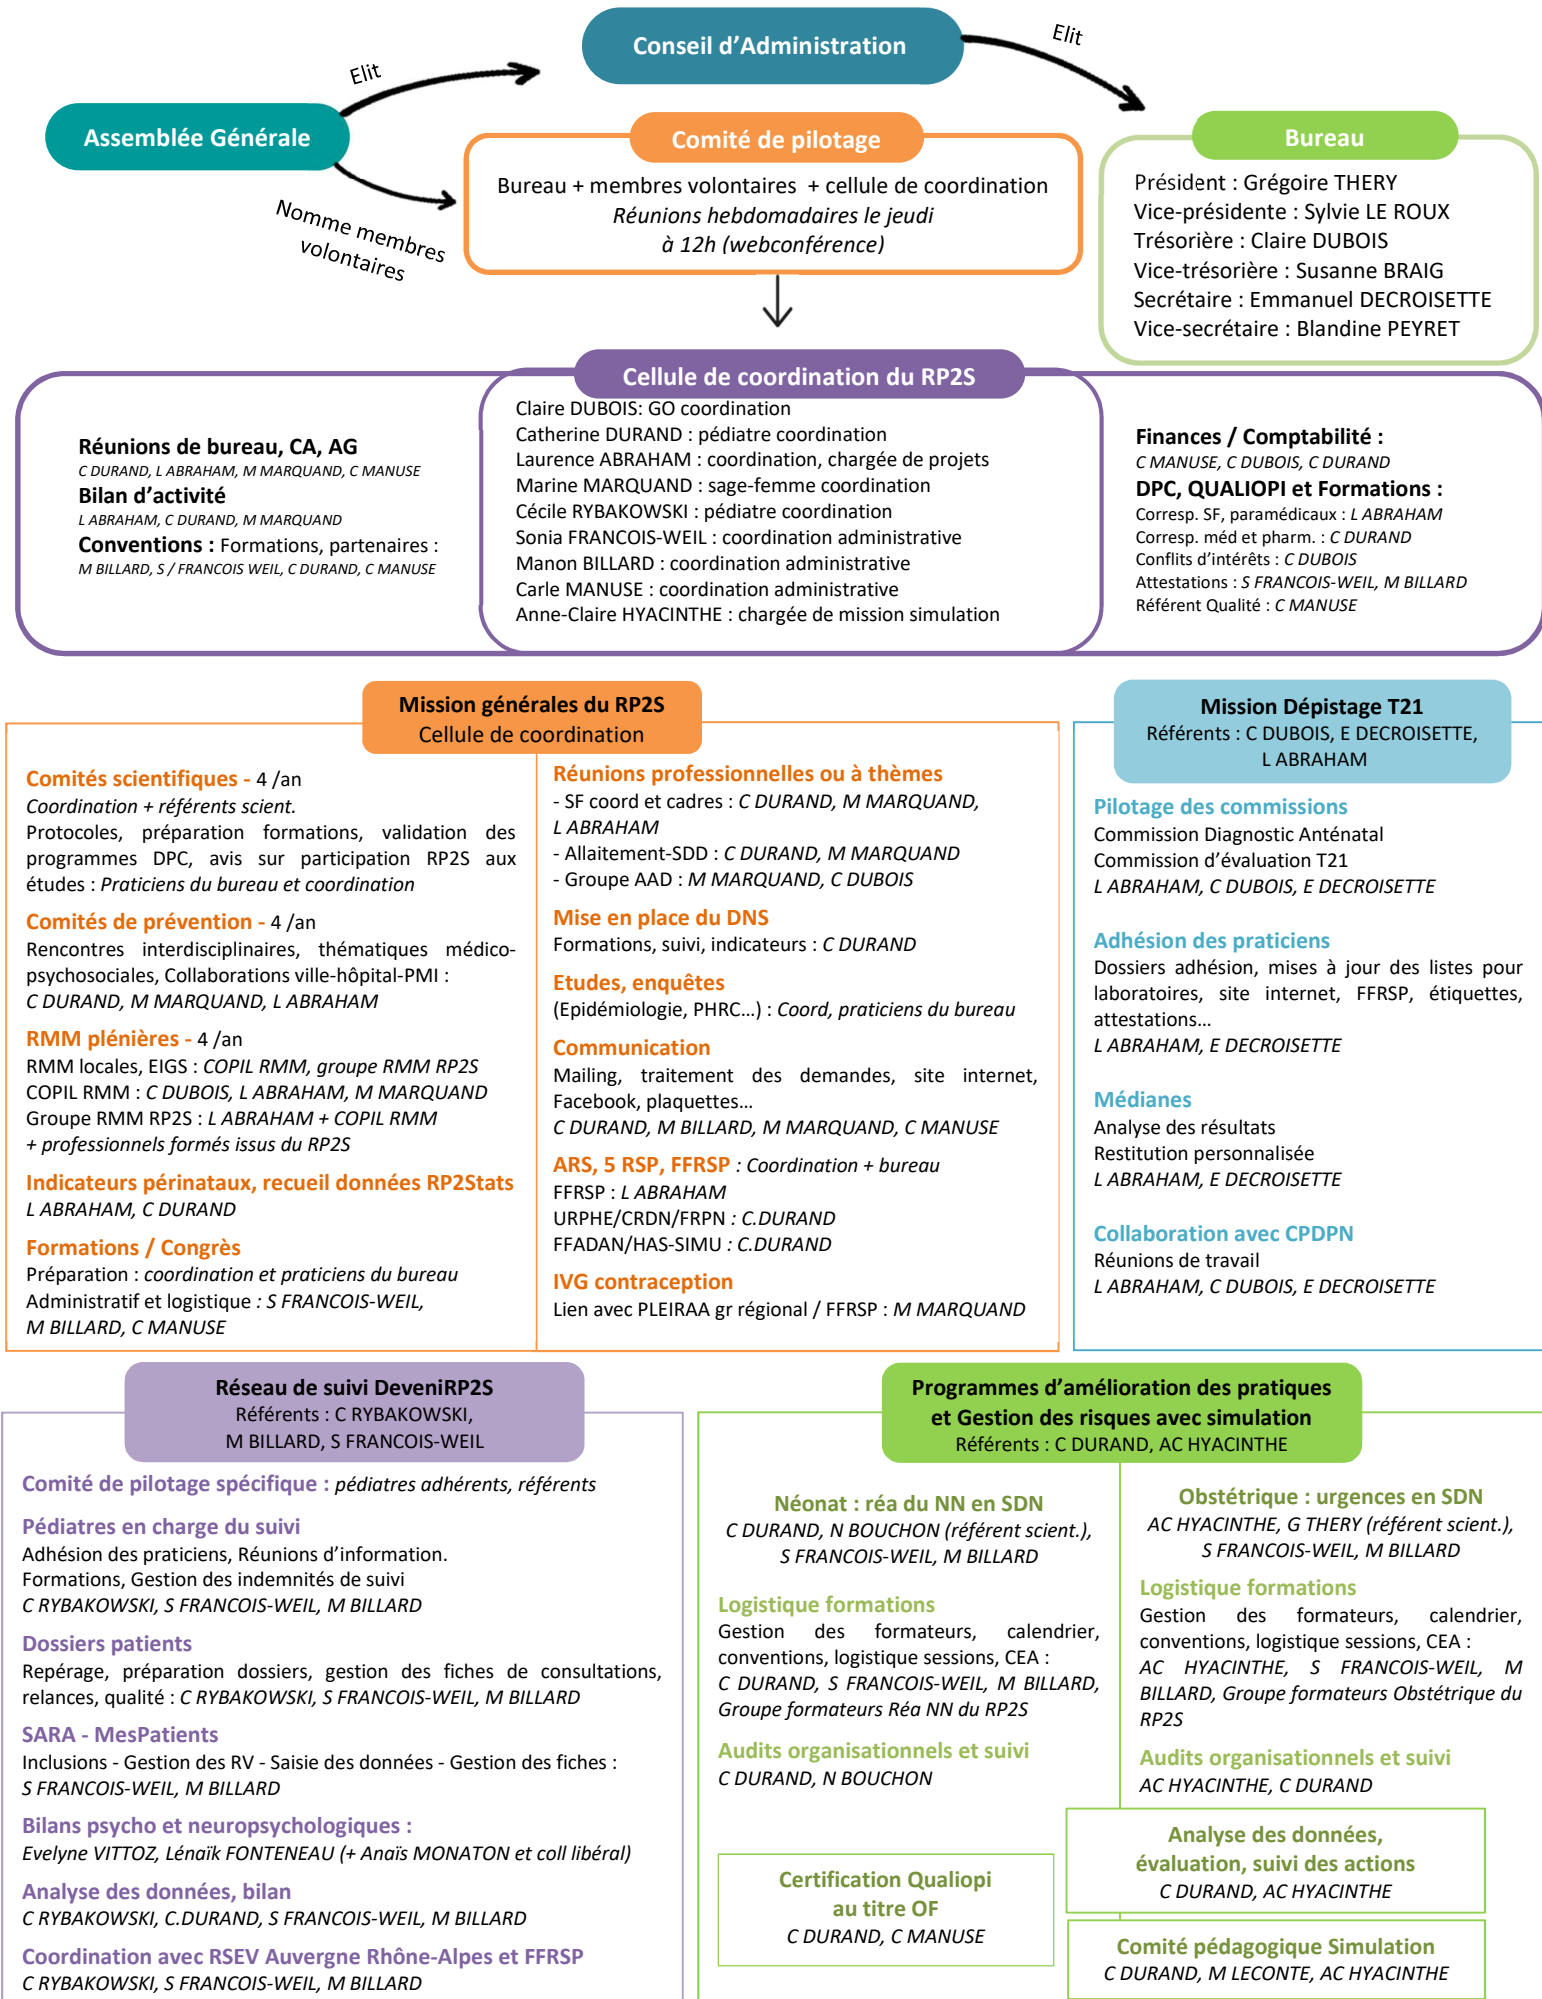 Conseil d'Administration
Elit
Elit
Assemblée Générale
Nomme membres
volontaires
Comité de pilotage
Bureau + membres volontaires + cellule de coordination
Réunions hebdomadaires le jeudi
à 12h (webconférence)
Bureau
Président : Grégoire THERY
Vice-présidente : Sylvie LE ROUX
Trésorière : Claire DUBOIS
Vice-trésorière : Susanne BRAIG
Secrétaire : Emmanuel DECROISETTE
Vice-secrétaire : Blandine PEYRET
Cellule de coordination du RP2S
Réunions de bureau, CA, AG
C DURAND, L ABRAHAM, M MARQUAND, C MANUSE
Bilan d'activité
L ABRAHAM, C DURAND, M MARQUAND
Conventions : Formations, partenaires :
M BILLARD, S / FRANCOIS WEIL, C DURAND, C MANUSE
Claire DUBOIS: GO coordination
Catherine DURAND : pédiatre coordination
Laurence ABRAHAM : coordination, chargée de projets
Marine MARQUAND : sage-femme coordination
Cécile RYBAKOWSKI : pédiatre coordination
Sonia FRANCOIS-WEIL : coordination administrative
Manon BILLARD : coordination administrative
Carle MANUSE : coordination administrative
Anne-Claire HYACINTHE : chargée de mission simulation
Finances / Comptabilité :
C MANUSE, C DUBOIS, C DURAND
DPC, QUALIOPI et Formations :
Corresp. SF, paramédicaux : L ABRAHAM
Corresp. méd et pharm. : C DURAND
Conflits d'intérêts : C DUBOIS
Attestations : S FRANCOIS-WEIL, M BILLARD
Référent Qualité : C MANUSE
Mission générales du RP2S
Cellule de coordination
Comités scientifiques - 4 /an
Coordination + référents scient.
Protocoles, préparation formations, validation des
programmes DPC, avis sur participation RP2S aux
études : Praticiens du bureau et coordination
Comités de prévention - 4 /an
Rencontres interdisciplinaires, thématiques médico-
psychosociales, Collaborations ville-hôpital-PMI :
C DURAND, M MARQUAND, L ABRAHAM
RMM plénières - 4 /an
RMM locales, EIGS : COPIL RMM, groupe RMM RP2S
COPIL RMM : C DUBOIS, L ABRAHAM, M MARQUAND
Groupe RMM RP2S : L ABRAHAM + COPIL RMM
+ professionnels formés issus du RP2S
Indicateurs périnataux, recueil données RP2Stats
L ABRAHAM, C DURAND
Formations / Congrès
Préparation : coordination et praticiens du bureau
Administratif et logistique : S FRANCOIS-WEIL,
M BILLARD, C MANUSE
Réunions professionnelles ou à thèmes
- SF coord et cadres : C DURAND, M MARQUAND,
L ABRAHAM
- Allaitement-SDD : C DURAND, M MARQUAND
- Groupe AAD : M MARQUAND, C DUBOIS
Mise en place du DNS
Formations, suivi, indicateurs : C DURAND
Etudes, enquêtes
(Epidémiologie, PHRC…) : Coord, praticiens du bureau
Communication
Mailing, traitement des demandes, site internet,
Facebook, plaquettes…
C DURAND, M BILLARD, M MARQUAND, C MANUSE
ARS, 5 RSP, FFRSP : Coordination + bureau
FFRSP : L ABRAHAM
URPHE/CRDN/FRPN : C.DURAND
FFADAN/HAS-SIMU : C.DURAND
IVG contraception
Lien avec PLEIRAA gr régional / FFRSP : M MARQUAND
Mission Dépistage T21
Référents : C DUBOIS, E DECROISETTE,
L ABRAHAM
Pilotage des commissions
Commission Diagnostic Anténatal
Commission d'évaluation T21
L ABRAHAM, C DUBOIS, E DECROISETTE
Adhésion des praticiens
Dossiers adhésion, mises à jour des listes pour
laboratoires, site internet, FFRSP, étiquettes,
attestations…
L ABRAHAM, E DECROISETTE
Médianes
Analyse des résultats
Restitution personnalisée
L ABRAHAM, E DECROISETTE
Collaboration avec CPDPN
Réunions de travail
L ABRAHAM, C DUBOIS, E DECROISETTE
Réseau de suivi DeveniRP2S
Référents : C RYBAKOWSKI,
M BILLARD, S FRANCOIS-WEIL
Comité de pilotage spécifique : pédiatres adhérents, référents
Pédiatres en charge du suivi
Adhésion des praticiens, Réunions d'information.
Formations, Gestion des indemnités de suivi
C RYBAKOWSKI, S FRANCOIS-WEIL, M BILLARD
Dossiers patients
Repérage, préparation dossiers, gestion des fiches de consultations,
relances, qualité : C RYBAKOWSKI, S FRANCOIS-WEIL, M BILLARD
SARA - MesPatients
Inclusions - Gestion des RV - Saisie des données - Gestion des fiches :
S FRANCOIS-WEIL, M BILLARD
Bilans psycho et neuropsychologiques :
Evelyne VITTOZ, Lénaïk FONTENEAU (+ Anaïs MONATON et coll libéral)
Analyse des données, bilan
C RYBAKOWSKI, C.DURAND, S FRANCOIS-WEIL, M BILLARD
Coordination avec RSEV Auvergne Rhône-Alpes et FFRSP
C RYBAKOWSKI, S FRANCOIS-WEIL, M BILLARD
Programmes d'amélioration des pratiques
et Gestion des risques avec simulation
Référents : C DURAND, AC HYACINTHE
Néonat : réa du NN en SDN
C DURAND, N BOUCHON (référent scient.),
S FRANCOIS-WEIL, M BILLARD
Logistique formations
Gestion des formateurs, calendrier,
conventions, logistique sessions, CEA :
C DURAND, S FRANCOIS-WEIL, M BILLARD,
Groupe formateurs Réa NN du RP2S
Audits organisationnels et suivi
C DURAND, N BOUCHON
Certification Qualiopi
au titre OF
C DURAND, C MANUSE
Obstétrique : urgences en SDN
AC HYACINTHE, G THERY (référent scient.),
S FRANCOIS-WEIL, M BILLARD
Logistique formations
Gestion des formateurs, calendrier,
conventions, logistique sessions, CEA :
AC HYACINTHE, S FRANCOIS-WEIL, M
BILLARD, Groupe formateurs Obstétrique du
RP2S
Audits organisationnels et suivi
AC HYACINTHE, C DURAND
Analyse des données,
évaluation, suivi des actions
C DURAND, AC HYACINTHE
Comité pédagogique Simulation
C DURAND, M LECONTE, AC HYACINTHE